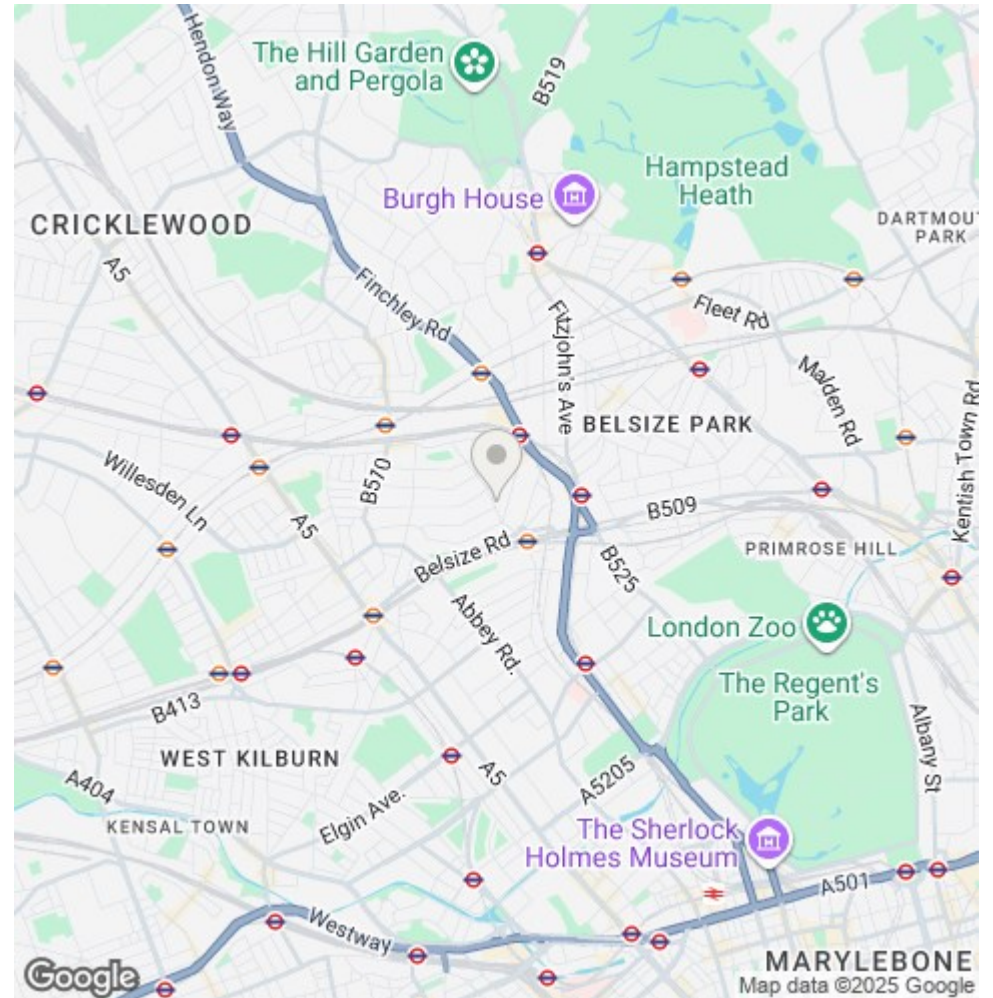 Hendon Way
The Hill Garden
and Pergola
B519
Hampstead
Heath
Burgh House
DARTMOU
PARK
CRICKLEWOOD
A5
Finchley Rd
Fitzjohn's Ave
Fleet Rd
Malden Rd
Kentish Town Rd
BELSIZE PARK
Willesden Ln
B510
A5
B509
Belsize Rd
B525
PRIMROSE HILL
Abbey Rd.
London Zoo
The Regent's
Park
B413
Albany St
WEST KILBURN
A5
A5205
A404
Elgin Ave.
KENSAL TOWN
The Sherlock
Holmes Museum
A501
Westway
MARYLEBONE
Google
Map data ©2025 Google